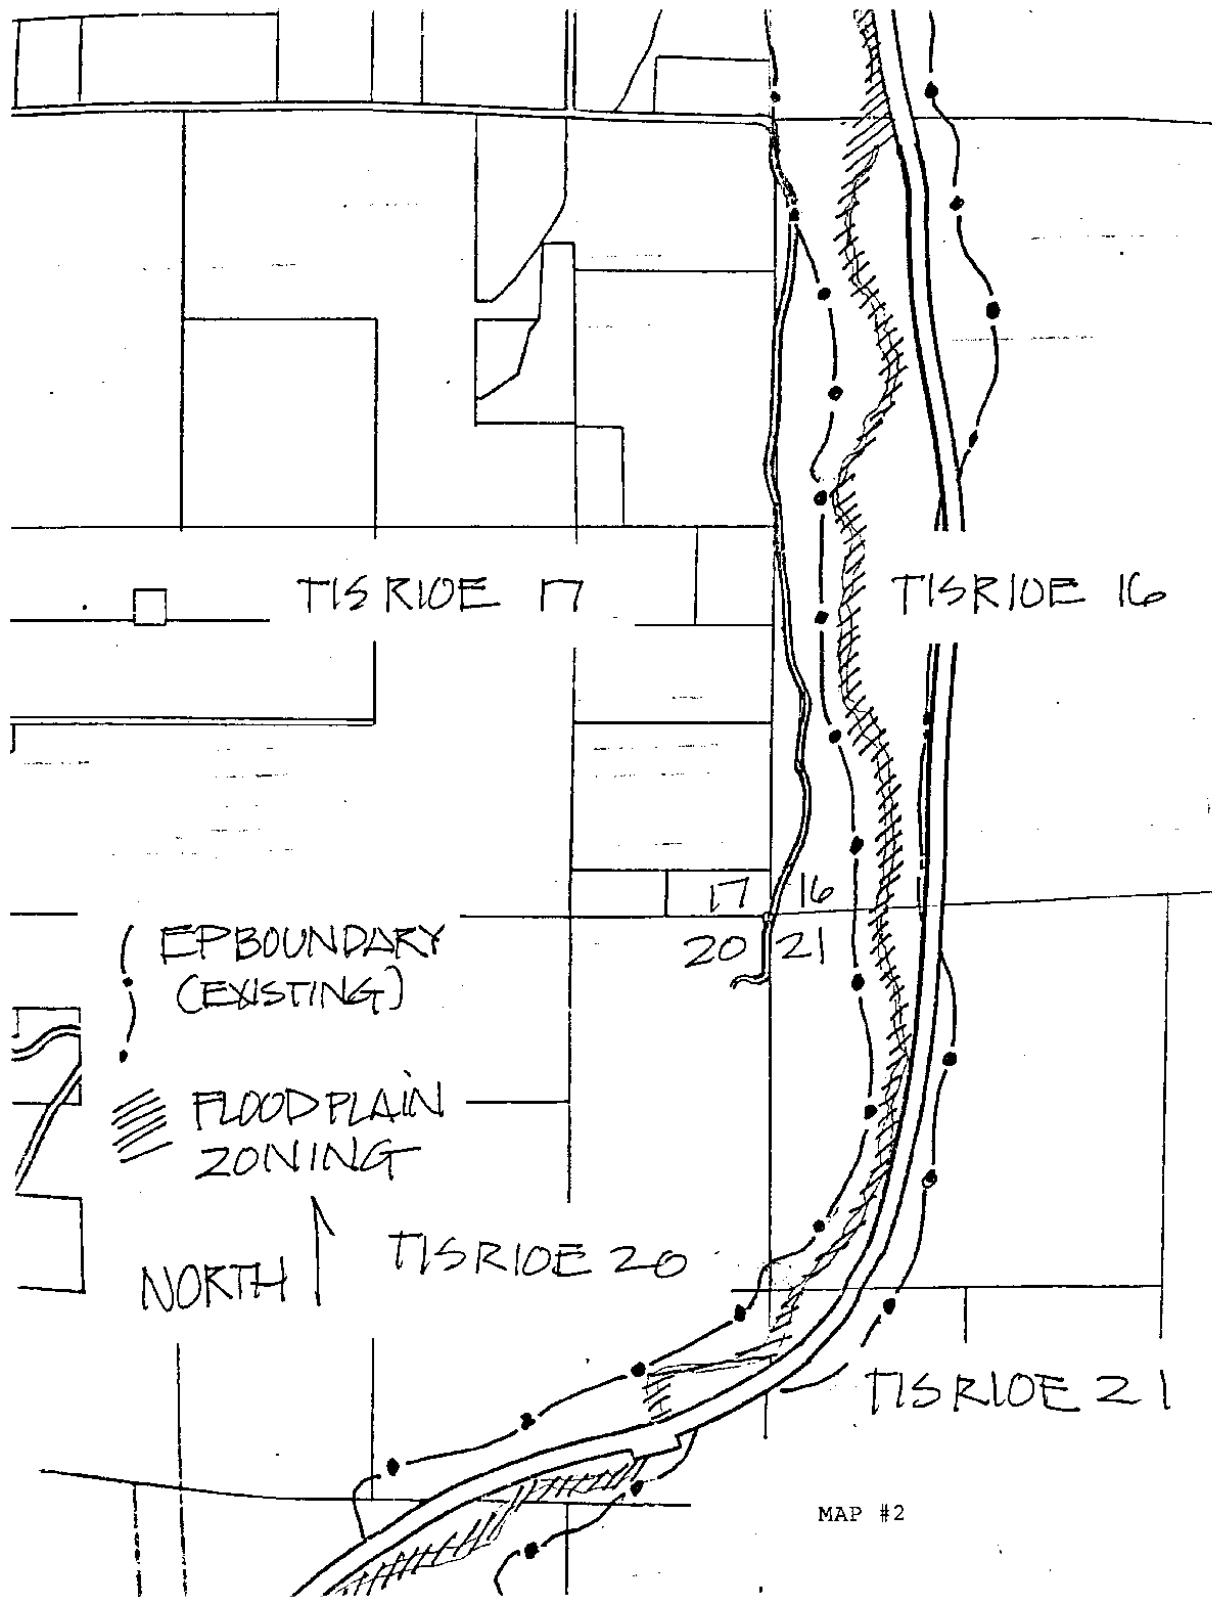 T1S R10E 17
T1S R10E 16
17 16
20 21
EP BOUNDARY
(EXISTING)
FLOODPLAIN
ZONING
NORTH
T1S R10E 20
T1S R10E 21
MAP #2